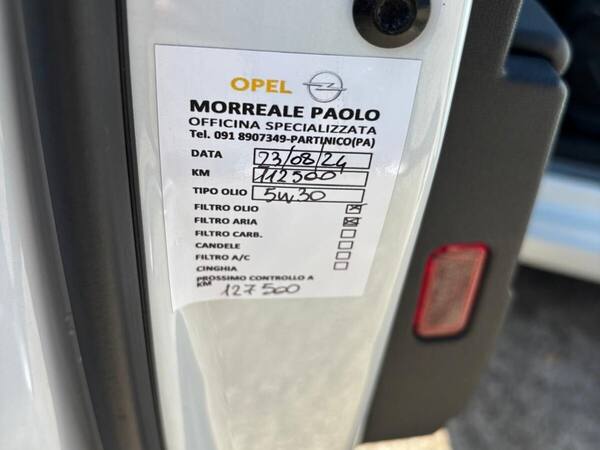 OPEL
MORREALE PAOLO
OFFICINA SPECIALIZZATA
Tel. 091 8907349-PARTINICO(PA)
DATA 23/08/24
KM 112500
TIPO OLIO 5W30
FILTRO OLIO
FILTRO ARIA
FILTRO CARB.
CANDELE
FILTRO A/C
CINGHIA
PROSSIMO CONTROLLO A
KM 127500